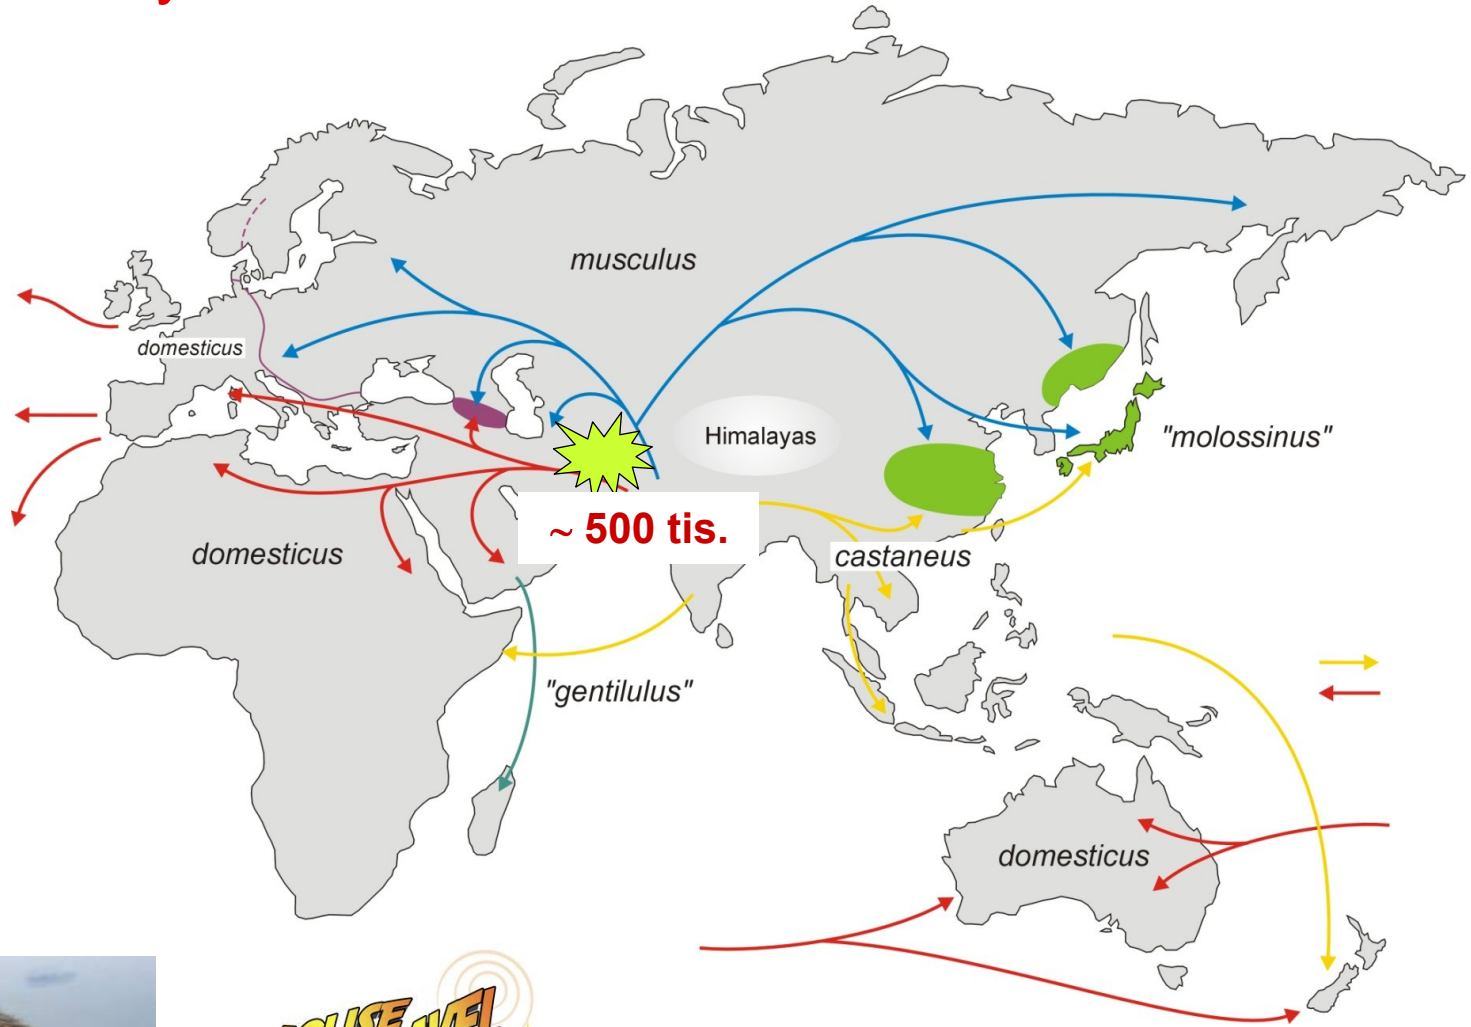 musculus
domesticus
Himalayas
"molossinus"
~ 500 tis.
domesticus
castaneus
"gentilulus"
domesticus